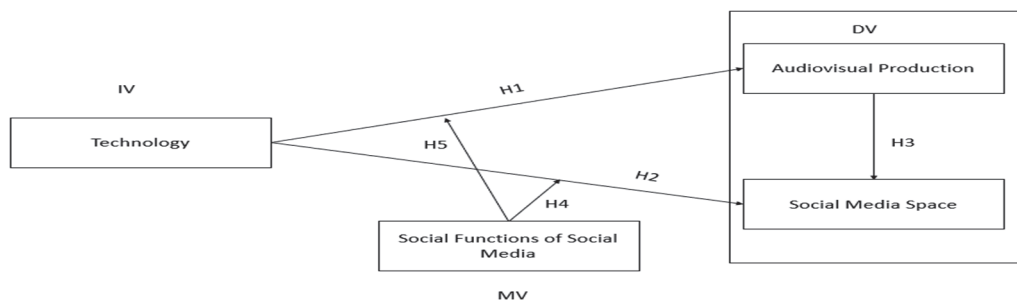 DV
Audiovisual Production
H1
IV
Technology
H5
H3
H2
Social Media Space
H4
Social Functions of Social
Media
MV